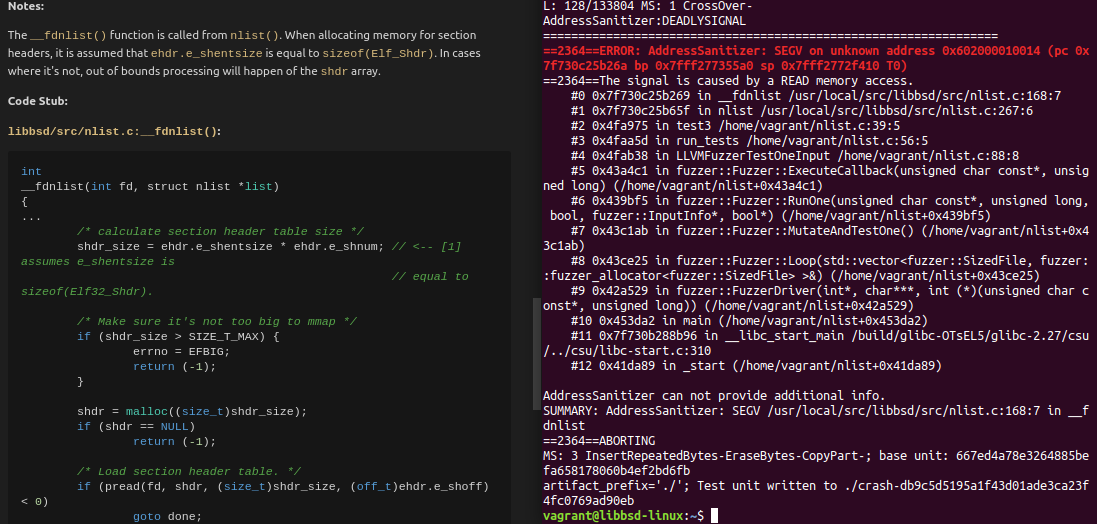 Notes:
The __fdnlist() function is called from nlist(). When allocating memory for section
headers, it is assumed that ehdr.e_shentsize is equal to sizeof(Elf_Shdr). In cases
where it's not, out of bounds processing will happen of the shdr array.
Code Stub:
libbsd/src/nlist.c:__fdnlist():
int
__fdnlist(int fd, struct nlist *list)
{
...
/* calculate section header table size */
shdr_size = ehdr.e_shentsize * ehdr.e_shnum; // <-- [1]
assumes e_shentsize is
// equal to
sizeof(Elf32_Shdr).
/* Make sure it's not too big to mmap */
if (shdr_size > SIZE_T_MAX) {
errno = EFBIG;
return (-1);
}
shdr = malloc((size_t)shdr_size);
if (shdr == NULL)
return (-1);
/* Load section header table. */
if (pread(fd, shdr, (size_t)shdr_size, (off_t)ehdr.e_shoff)
< 0)
goto done;
L: 128/133804 MS: 1 CrossOver-
AddressSanitizer:DEADLYSIGNAL
=================================================================
==2364==ERROR: AddressSanitizer: SEGV on unknown address 0x602000010014 (pc 0x
7f730c25b26a bp 0x7fff277355a0 sp 0x7fff2772f410 T0)
==2364==The signal is caused by a READ memory access.
#0 0x7f730c25b269 in __fdnlist /usr/local/src/libbsd/src/nlist.c:168:7
#1 0x7f730c25b65f in nlist /usr/local/src/libbsd/src/nlist.c:267:6
#2 0x4fa975 in test3 /home/vagrant/nlist.c:39:5
#3 0x4faa5d in run_tests /home/vagrant/nlist.c:56:5
#4 0x4fab38 in LLVMFuzzerTestOneInput /home/vagrant/nlist.c:88:8
#5 0x43a4c1 in fuzzer::Fuzzer::ExecuteCallback(unsigned char const*, unsig
ned long) (/home/vagrant/nlist+0x43a4c1)
#6 0x439bf5 in fuzzer::Fuzzer::RunOne(unsigned char const*, unsigned long,
bool, fuzzer::InputInfo*, bool*) (/home/vagrant/nlist+0x439bf5)
#7 0x43c1ab in fuzzer::Fuzzer::MutateAndTestOne() (/home/vagrant/nlist+0x4
3c1ab)
#8 0x43ce25 in fuzzer::Fuzzer::Loop(std::vector<fuzzer::SizedFile, fuzzer:
:fuzzer_allocator<fuzzer::SizedFile> >&) (/home/vagrant/nlist+0x43ce25)
#9 0x42a529 in fuzzer::FuzzerDriver(int*, char***, int (*)(unsigned char c
onst*, unsigned long)) (/home/vagrant/nlist+0x42a529)
#10 0x453da2 in main (/home/vagrant/nlist+0x453da2)
#11 0x7f730b288b96 in __libc_start_main /build/glibc-OTsEL5/glibc-2.27/csu
/../csu/libc-start.c:310
#12 0x41da89 in _start (/home/vagrant/nlist+0x41da89)
AddressSanitizer can not provide additional info.
SUMMARY: AddressSanitizer: SEGV /usr/local/src/libbsd/src/nlist.c:168:7 in __f
dnlist
==2364==ABORTING
MS: 3 InsertRepeatedBytes-EraseBytes-CopyPart-; base unit: 667ed4a78e3264885be
fa658178060b4ef2bd6fb
artifact_prefix='./'; Test unit written to ./crash-db9c5d5195a1f43d01ade3ca23f
4fc0769ad90eb
vagrant@libbsd-linux:~$